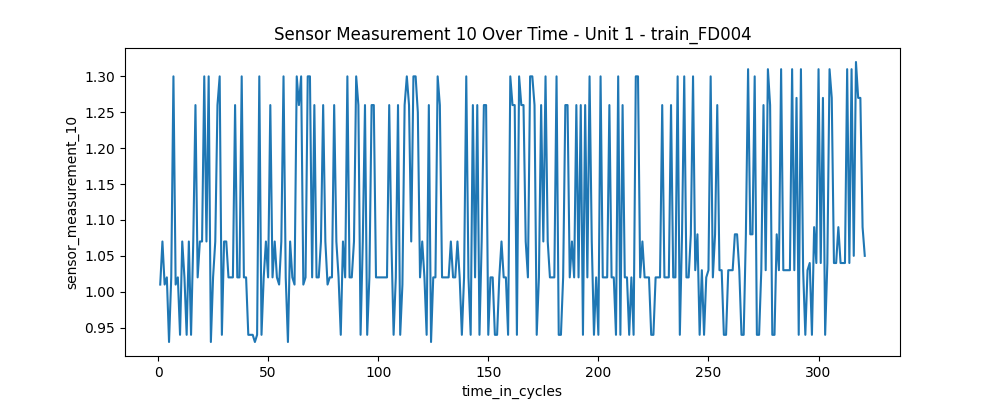 Sensor Measurement 10 Over Time - Unit 1 - train_FD004
sensor_measurement_10
1.30
1.25
1.20
1.15
1.10
1.05
1.00
0.95
0 50 100 150 200 250 300
time_in_cycles